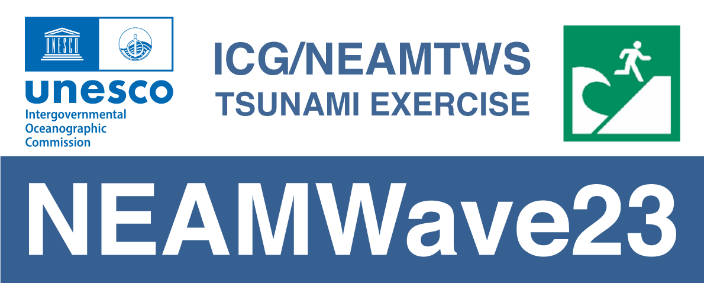 UNESCO
unesco
Intergovernmental
Oceanographic
Commission
ICG/NEAMTWS
TSUNAMI EXERCISE
NEAMWave23